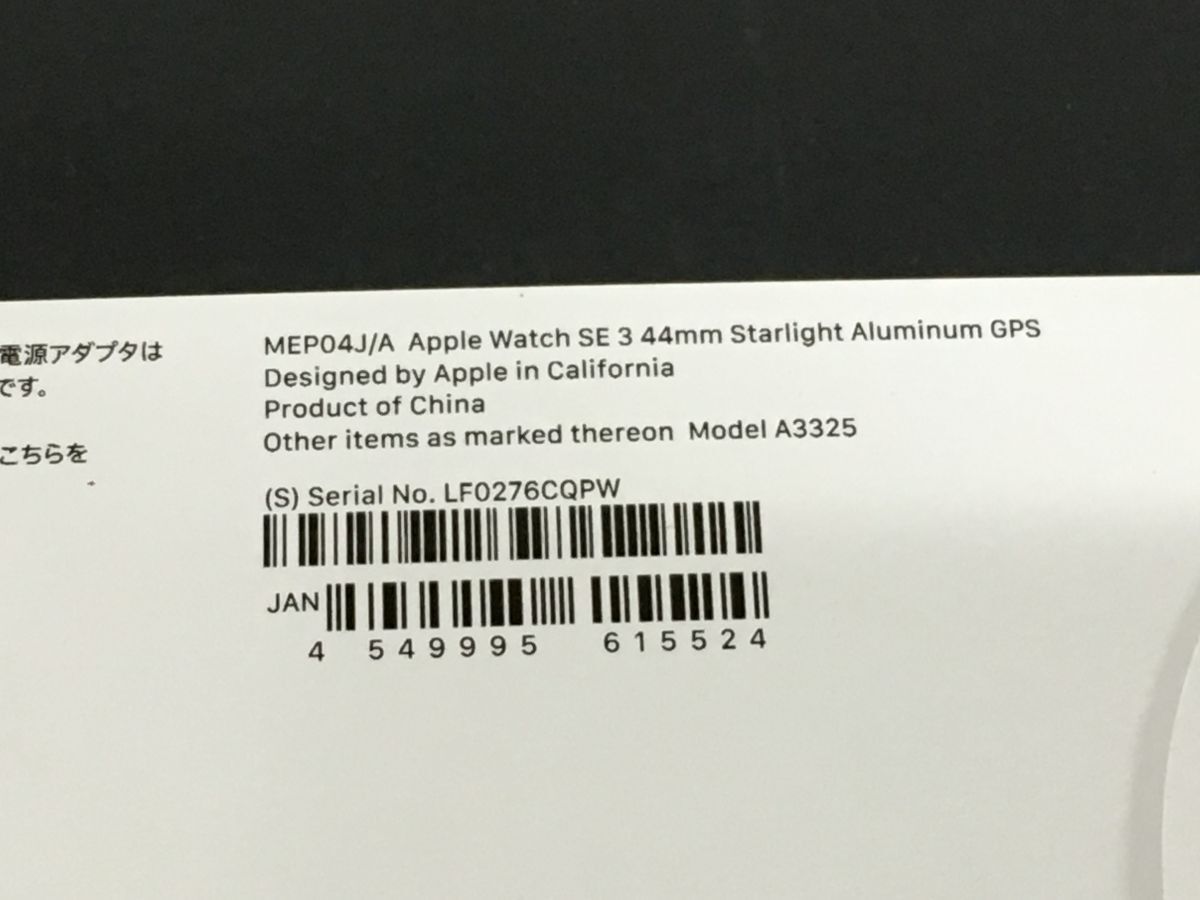 電源アダプタは
です。
こちらを
MEP04J/A Apple Watch SE 3 44mm Starlight Aluminum GPS
Designed by Apple in California
Product of China
Other items as marked thereon Model A3325
(S) Serial No. LF0276CQPW
JAN
4 549995 615524